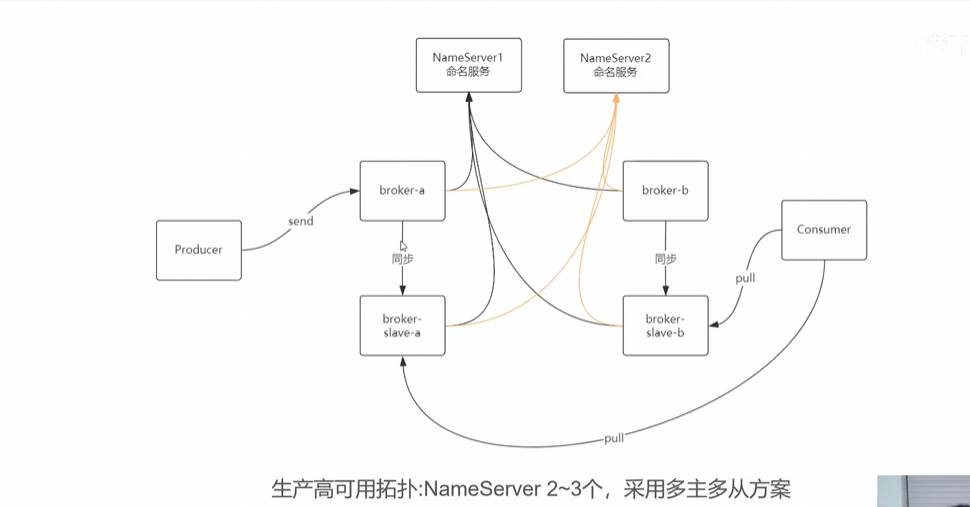 NameServer1
命名服务
NameServer2
命名服务
broker-a
broker-b
Producer
send
Consumer
同步
同步
pull
broker-
slave-a
broker-
slave-b
pull
生产高可用拓扑:NameServer 2~3个，采用多主多从方案